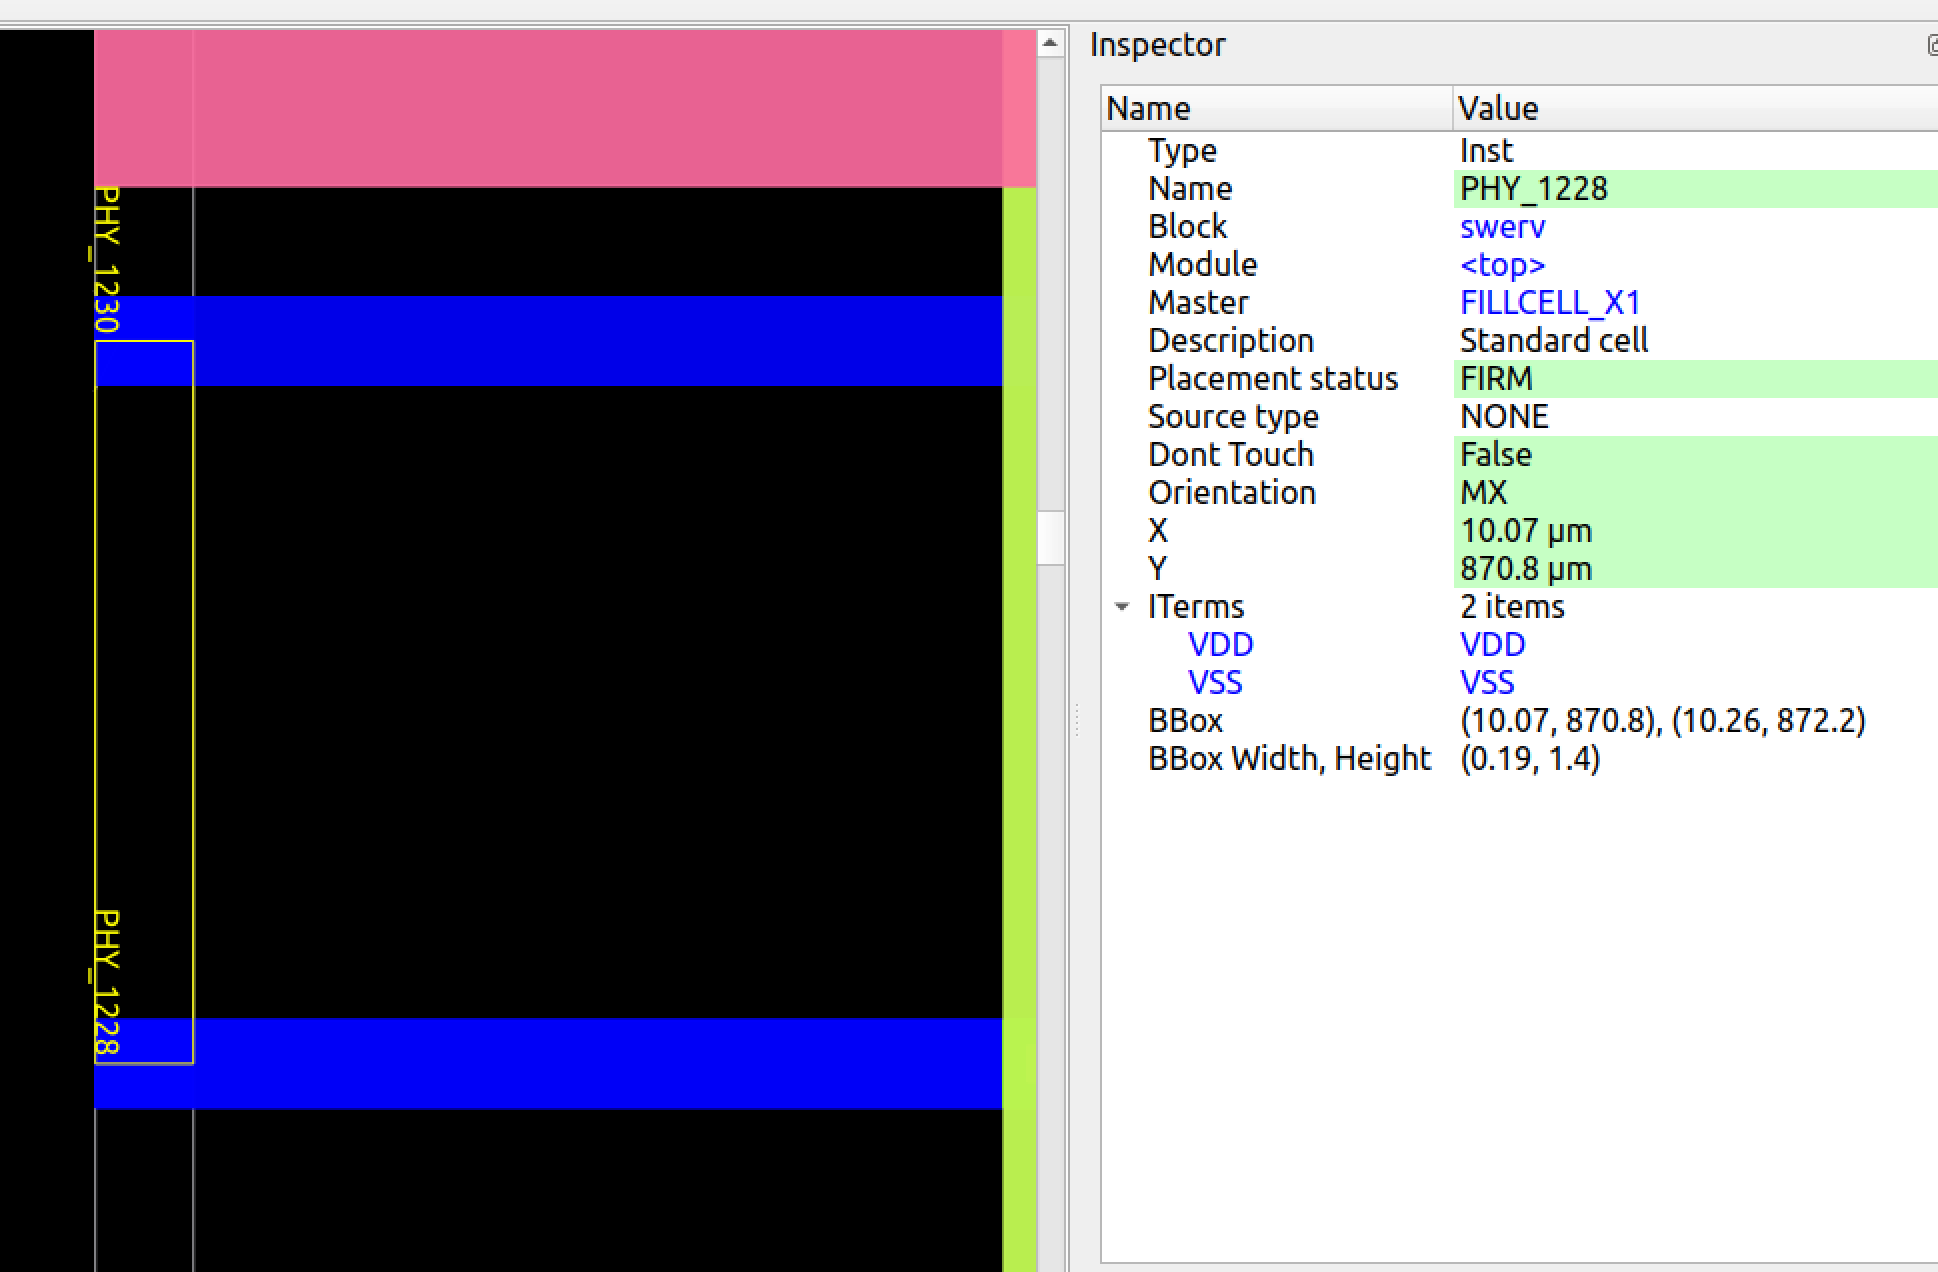 PHY_1230
PHY_1228
Inspector
Name Value
Type Inst
Name PHY_1228
Block swerv
Module <top>
Master FILLCELL_X1
Description Standard cell
Placement status FIRM
Source type NONE
Dont Touch False
Orientation MX
X 10.07 µm
Y 870.8 µm
ITerms 2 items
VDD VDD
VSS VSS
BBox (10.07, 870.8), (10.26, 872.2)
BBox Width, Height (0.19, 1.4)